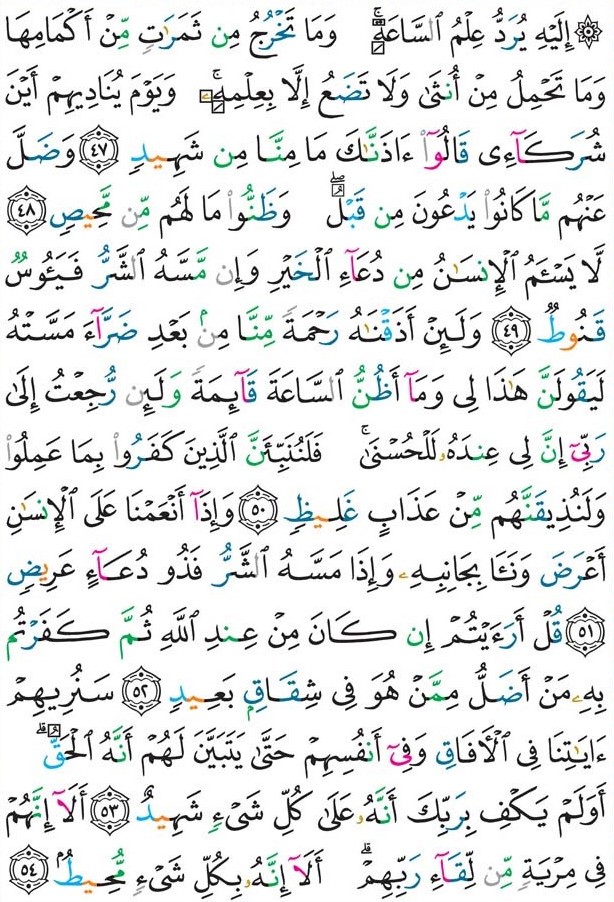 ۞ إِلَيْهِ يُرَدُّ عِلْمُ ٱلسَّاعَةِۚ وَمَا تَخْرُجُ مِن ثَمَرَٰتٍۢ مِّنْ أَكْمَامِهَا
وَمَا تَحْمِلُ مِنْ أُنثَىٰ وَلَا تَضَعُ إِلَّا بِعِلْمِهِۦۚ وَيَوْمَ يُنَادِيهِمْ أَيْنَ
شُرَكَآءِى قَالُوٓا۟ ءَاذَنَّـٰكَ مَا مِنَّا مِن شَهِيدٍۢ ٤٧ وَضَلَّ
عَنْهُم مَّا كَانُوا۟ يَدْعُونَ مِن قَبْلُۖ وَظَنُّوا۟ مَا لَهُم مِّن مَّحِيصٍۢ ٤٨
لَّا يَسْـَٔمُ ٱلْإِنسَـٰنُ مِن دُعَآءِ ٱلْخَيْرِ وَإِن مَّسَّهُ ٱلشَّرُّ فَيَـُٔوسٌۭ
قَنُوطٌۭ ٤٩ وَلَئِنْ أَذَقْنَـٰهُ رَحْمَةًۭ مِّنَّا مِنۢ بَعْدِ ضَرَّآءَ مَسَّتْهُ
لَيَقُولَنَّ هَـٰذَا لِى وَمَآ أَظُنُّ ٱلسَّاعَةَ قَآئِمَةًۭ وَلَئِن رُّجِعْتُ إِلَىٰ
رَبِّىٓ إِنَّ لِى عِندَهُۥ لَلْحُسْنَىٰۚ فَلَنُنَبِّئَنَّ ٱلَّذِينَ كَفَرُوا۟ بِمَا عَمِلُوا۟
وَلَنُذِيقَنَّهُم مِّنْ عَذَابٍ غَلِيظٍۢ ٥٠ وَإِذَآ أَنْعَمْنَا عَلَى ٱلْإِنسَـٰنِ
أَعْرَضَ وَنَـَٔا بِجَانِبِهِۦ وَإِذَا مَسَّهُ ٱلشَّرُّ فَذُو دُعَآءٍ عَرِيضٍۢ
٥١ قُلْ أَرَءَيْتُمْ إِن كَانَ مِنْ عِندِ ٱللَّهِ ثُمَّ كَفَرْتُم
بِهِۦ مَنْ أَضَلُّ مِمَّنْ هُوَ فِى شِقَاقٍۭ بَعِيدٍۢ ٥٢ سَنُرِيهِمْ
ءَايَـٰتِنَا فِى ٱلْـَٔافَاقِ وَفِىٓ أَنفُسِهِمْ حَتَّىٰ يَتَبَيَّنَ لَهُمْ أَنَّهُ ٱلْحَقُّۗ
أَوَلَمْ يَكْفِ بِرَبِّكَ أَنَّهُۥ عَلَىٰ كُلِّ شَىْءٍۢ شَهِيدٌ ٥٣ أَلَآ إِنَّهُمْ
فِى مِرْيَةٍۢ مِّن لِّقَآءِ رَبِّهِمْۗ أَلَآ إِنَّهُۥ بِكُلِّ شَىْءٍۢ مُّحِيطٌۢ ٥٤